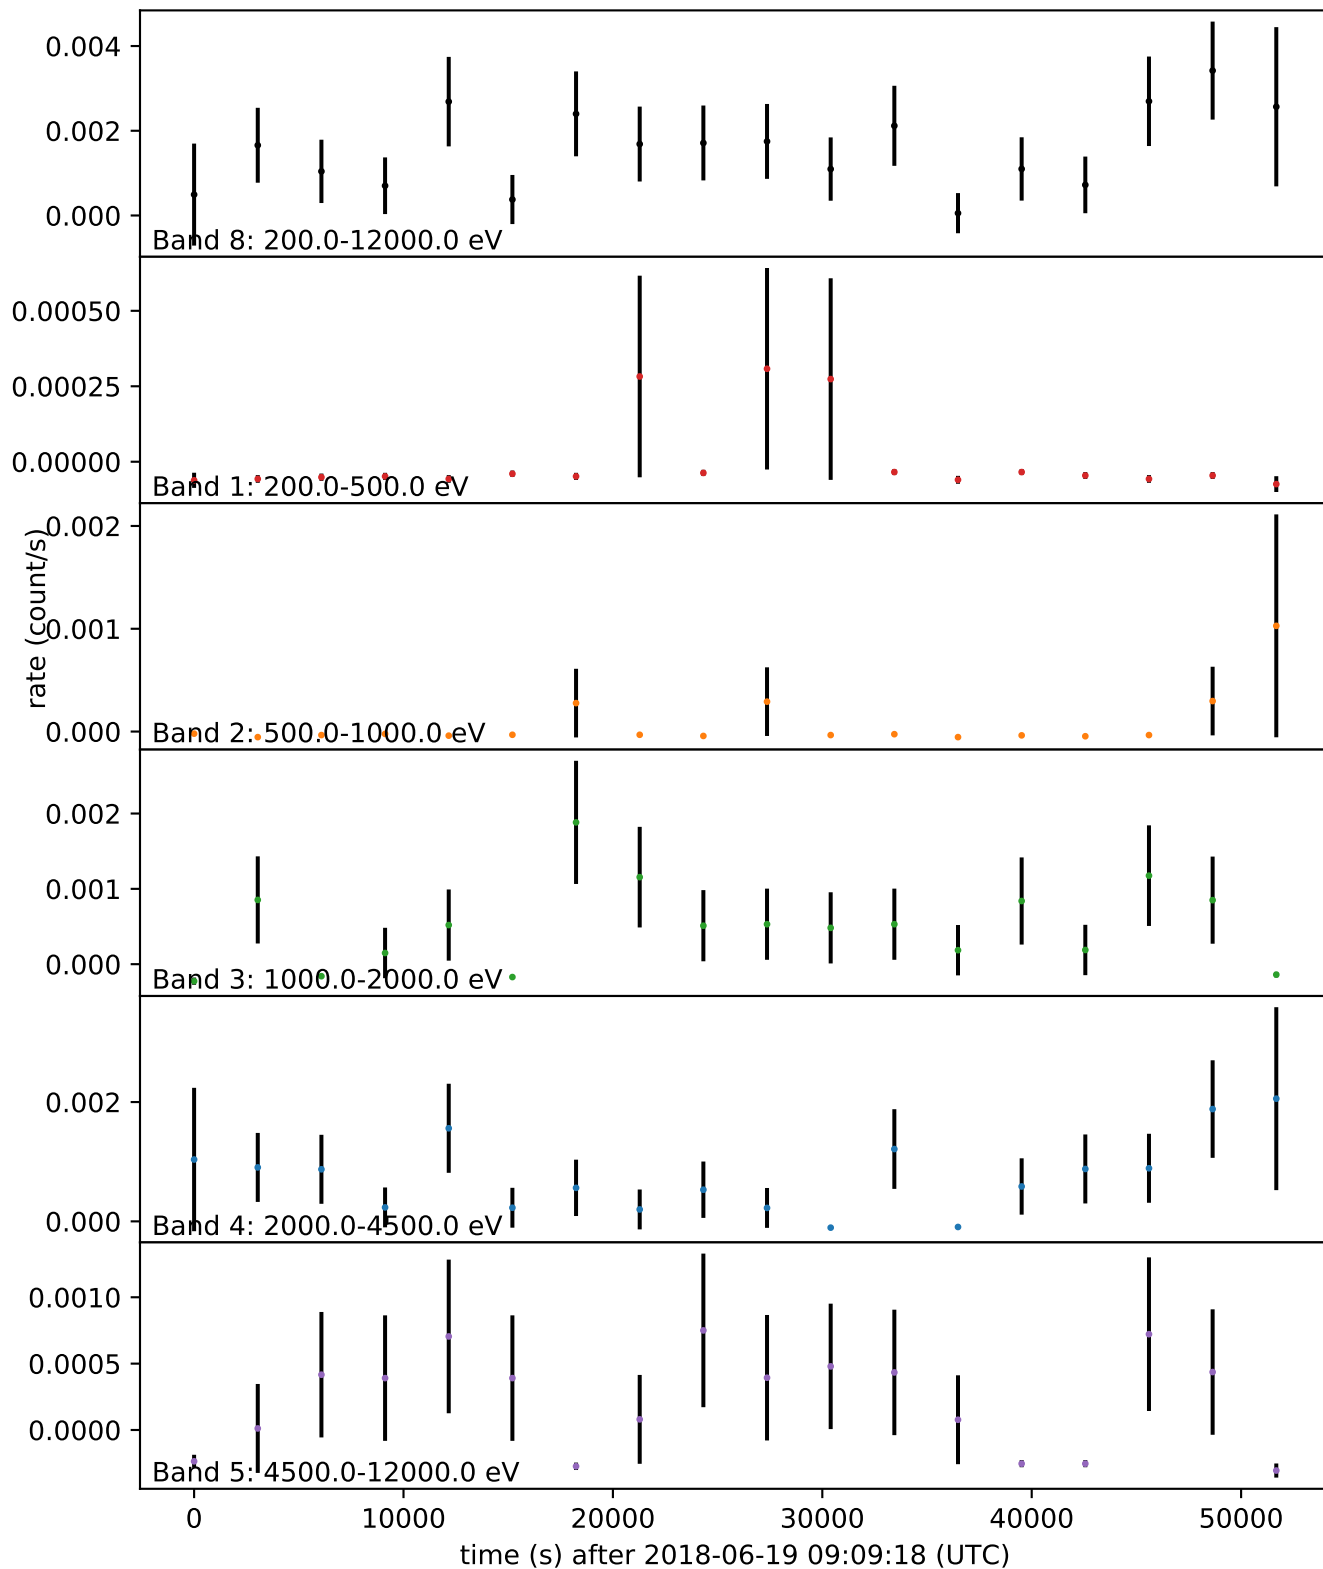 0.004
0.002
0.000
Band 8: 200.0-12000.0 eV
0.00050
0.00025
0.00000
Band 1: 200.0-500.0 eV
rate (count/s)
0.002
0.001
0.000
Band 2: 500.0-1000.0 eV
0.002
0.001
0.000
Band 3: 1000.0-2000.0 eV
0.002
0.000
Band 4: 2000.0-4500.0 eV
0.0010
0.0005
0.0000
Band 5: 4500.0-12000.0 eV
0 10000 20000 30000 40000 50000
time (s) after 2018-06-19 09:09:18 (UTC)